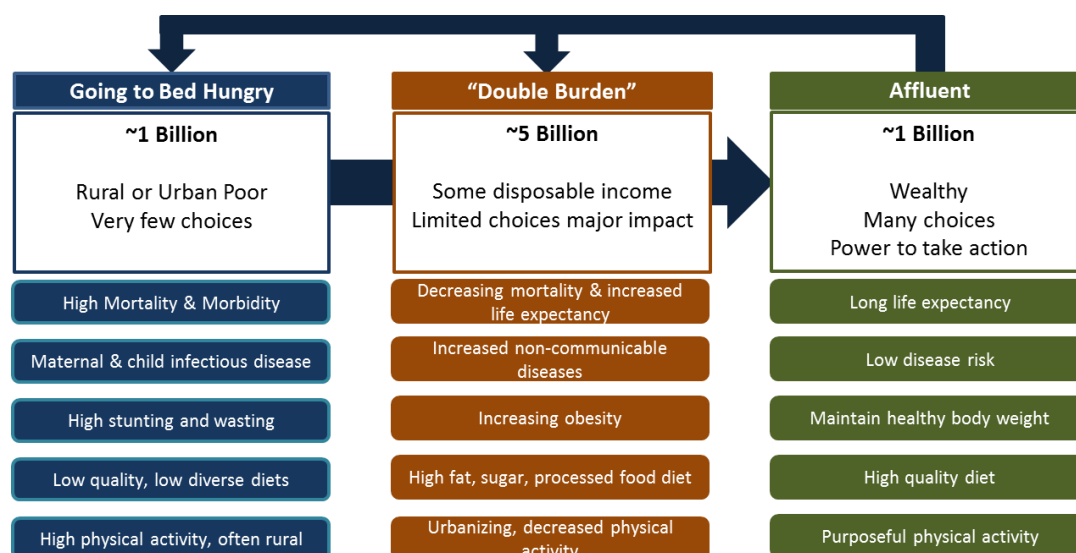 Going to Bed Hungry
~1 Billion
Rural or Urban Poor
Very few choices
High Mortality & Morbidity
Maternal & child infectious disease
High stunting and wasting
Low quality, low diverse diets
High physical activity, often rural
“Double Burden”
~5 Billion
Some disposable income
Limited choices major impact
Decreasing mortality & increased
life expectancy
Increased non-communicable
diseases
Increasing obesity
High fat, sugar, processed food diet
Urbanizing, decreased physical
activity
Affluent
~1 Billion
Wealthy
Many choices
Power to take action
Long life expectancy
Low disease risk
Maintain healthy body weight
High quality diet
Purposeful physical activity